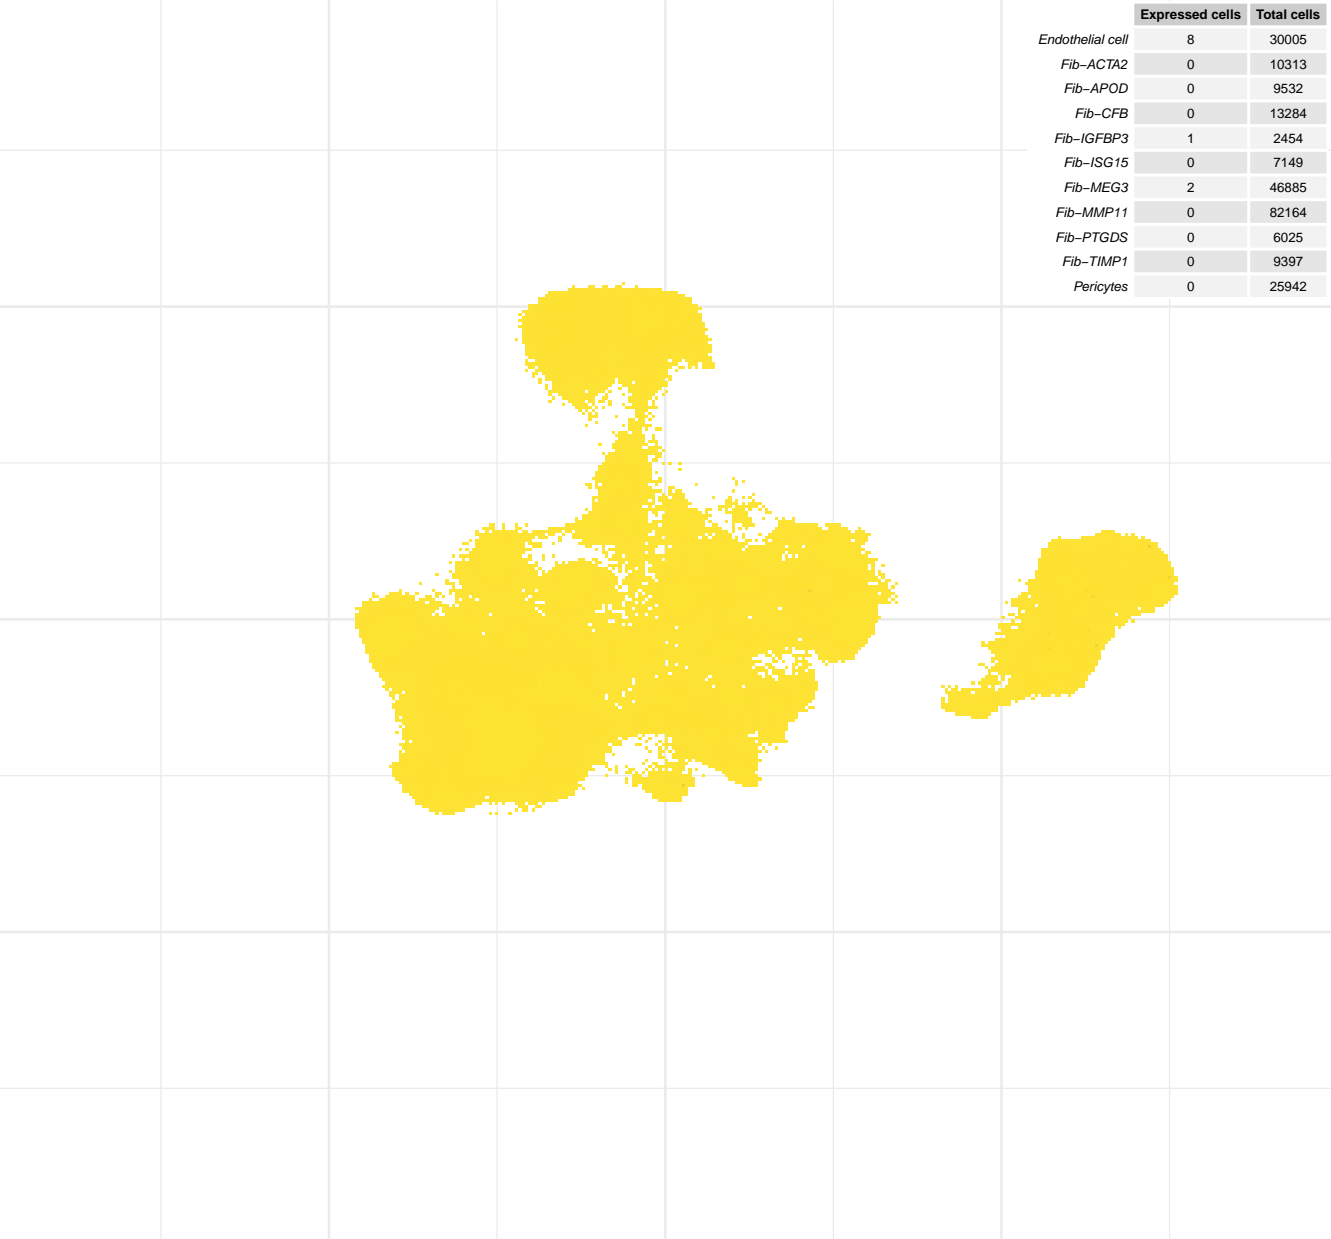 Expressed cells Total cells
Endothelial cell 8 30005
Fib−ACTA2 0 10313
Fib−APOD 0 9532
Fib−CFB 0 13284
Fib−IGFBP3 1 2454
Fib−ISG15 0 7149
Fib−MEG3 2 46885
Fib−MMP11 0 82164
Fib−PTGDS 0 6025
Fib−TIMP1 0 9397
Pericytes 0 25942